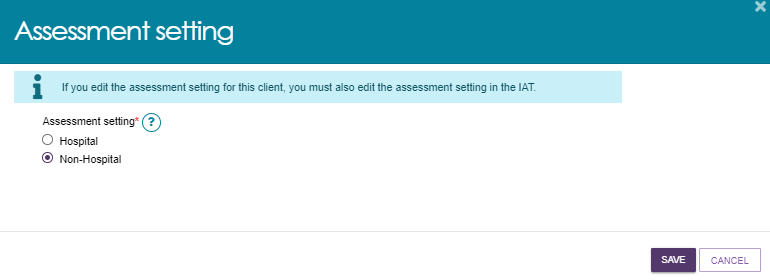 Assessment setting
If you edit the assessment setting for this client, you must also edit the assessment setting in the IAT.
Assessment setting* ?
Hospital
Non-Hospital
SAVE CANCEL